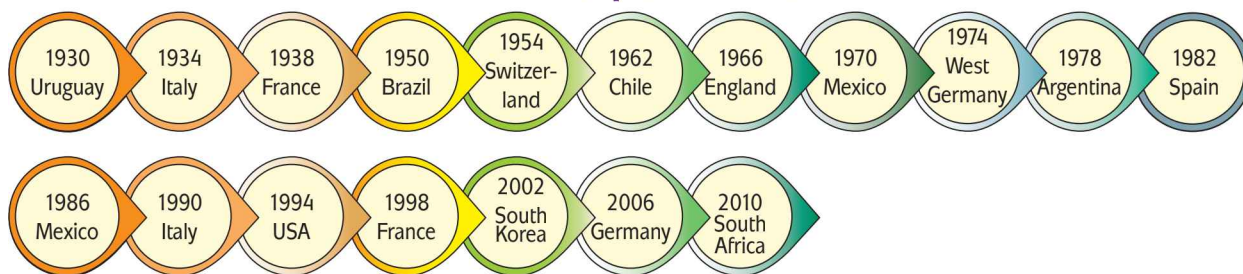 1930
Uruguay
1934
Italy
1938
France
1950
Brazil
1954
Switzer-
land
1962
Chile
1966
England
1970
Mexico
1974
West
Germany
1978
Argentina
1982
Spain
1986
Mexico
1990
Italy
1994
USA
1998
France
2002
South
Korea
2006
Germany
2010
South
Africa